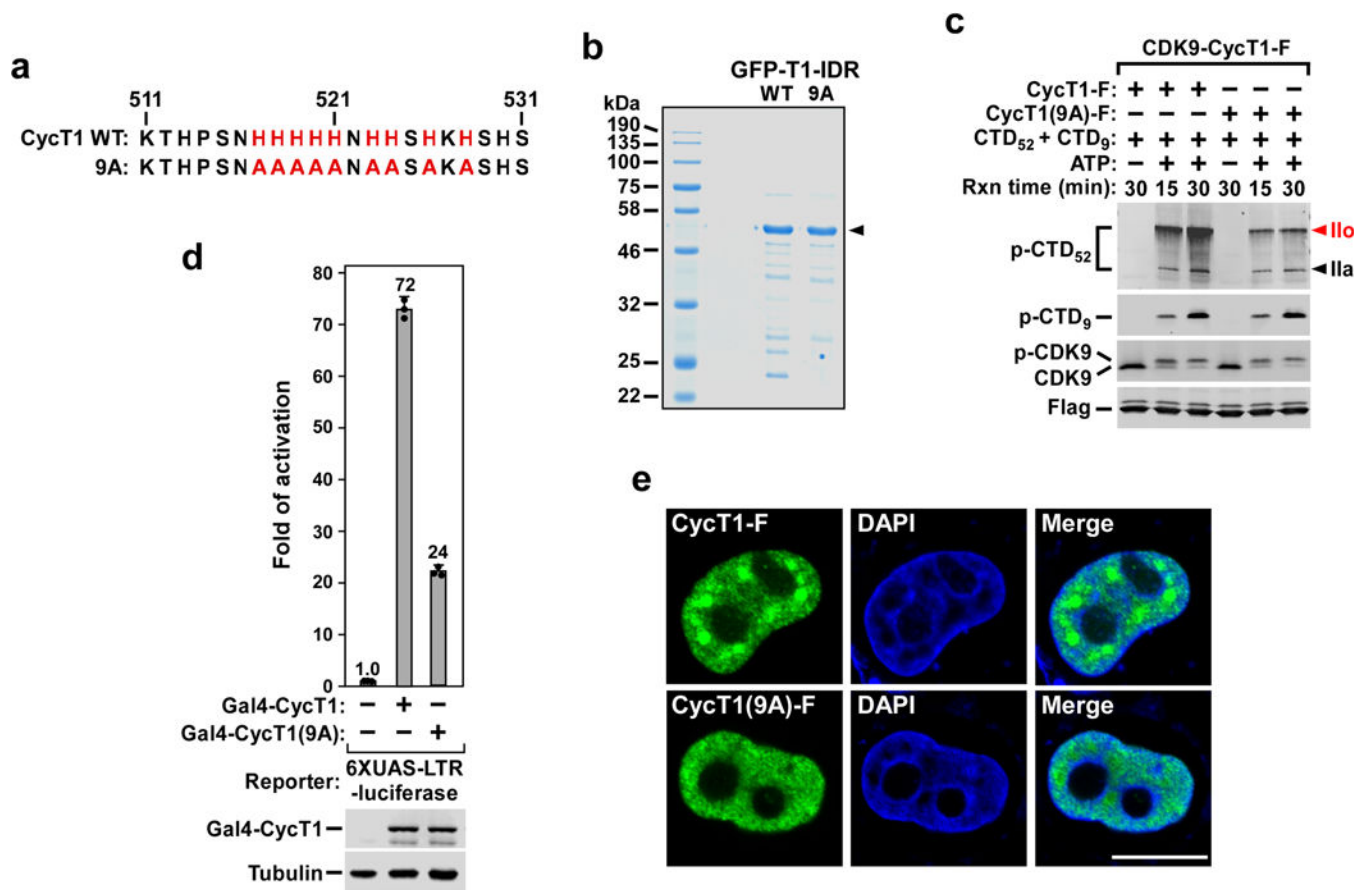 a
511 521 531
CycT1 WT: KTHPSNHHHHHNHHSHKHSHS
9A: KTHPSNAAAAANAASAKASHS
b
GFP-T1-IDR
kDa WT 9A
190
135
100
75
58
46
32
25
22
c
CDK9-CycT1-F
CycT1-F: + + + − − −
CycT1(9A)-F: − − − + + +
CTD52 + CTD9: + + + + + +
ATP: − + + − + +
Rxn time (min): 30 15 30 30 15 30
p-CTD52
IIo
IIa
p-CTD9
p-CDK9
CDK9
Flag
d
Fold of activation
80
70
60
50
40
30
20
10
0
1.0
72
24
Gal4-CycT1: − + −
Gal4-CycT1(9A): − − +
Reporter: 6XUAS-LTR
-luciferase
Gal4-CycT1
Tubulin
e
CycT1-F DAPI Merge
CycT1(9A)-F DAPI Merge